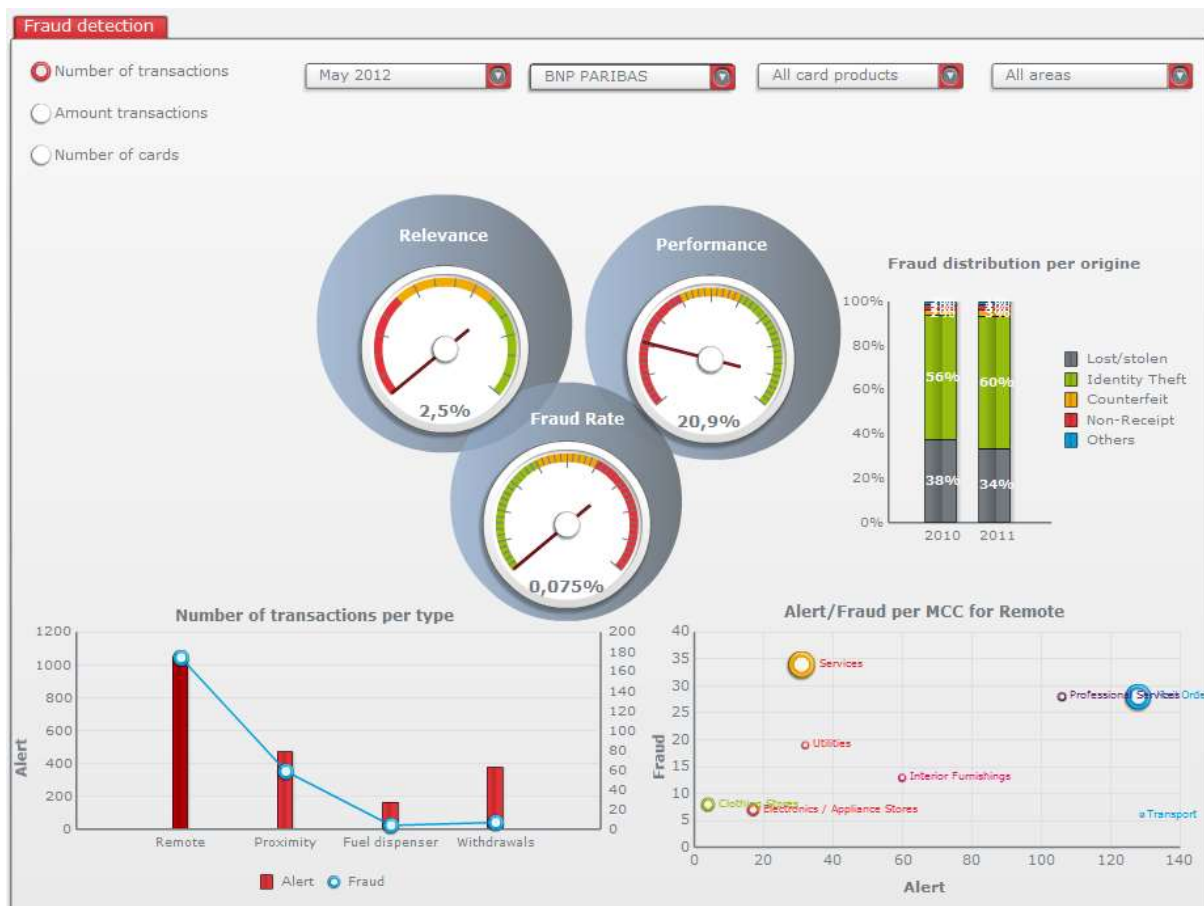 Fraud detection
Number of transactions
May 2012
BNP PARIBAS
All card products
All areas
Amount transactions
Number of cards
Relevance
2,5%
Performance
20,9%
Fraud Rate
0,075%
Fraud distribution per origine
100%
80%
60%
40%
20%
0%
2%
56%
38%
3%
60%
34%
2010
2011
Lost/stolen
Identity Theft
Counterfeit
Non-Receipt
Others
Number of transactions per type
Alert
1200
1000
800
600
400
200
0
200
180
160
140
120
100
80
60
40
20
0
Remote
Proximity
Fuel dispenser
Withdrawals
Alert
Fraud
Alert/Fraud per MCC for Remote
Fraud
40
35
30
25
20
15
10
5
0
Services
Professional Services
Utilities
Interior Furnishings
Clothing Stores
Electronics / Appliance Stores
Transport
0
20
40
60
80
100
120
140
Alert